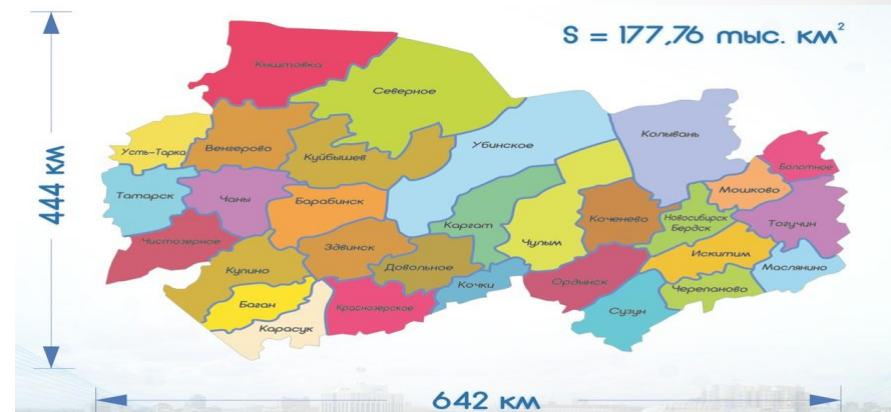 S = 177,76 тыс. км²
Кыштовка
Северное
Усть-Тарка
Венгерово
Куйбышев
Убинское
Колывань
Болотное
Татарск
Чаны
Барабинск
Каргат
Чулым
Коченево
Новосибирск
Бердск
Мошково
Тогучин
Чистоозерное
Здвинск
Довольное
Искитим
Маслянино
Купино
Баган
Карасук
Краснозерское
Кочки
Ордынск
Черепаново
Сузун
444 км
642 км